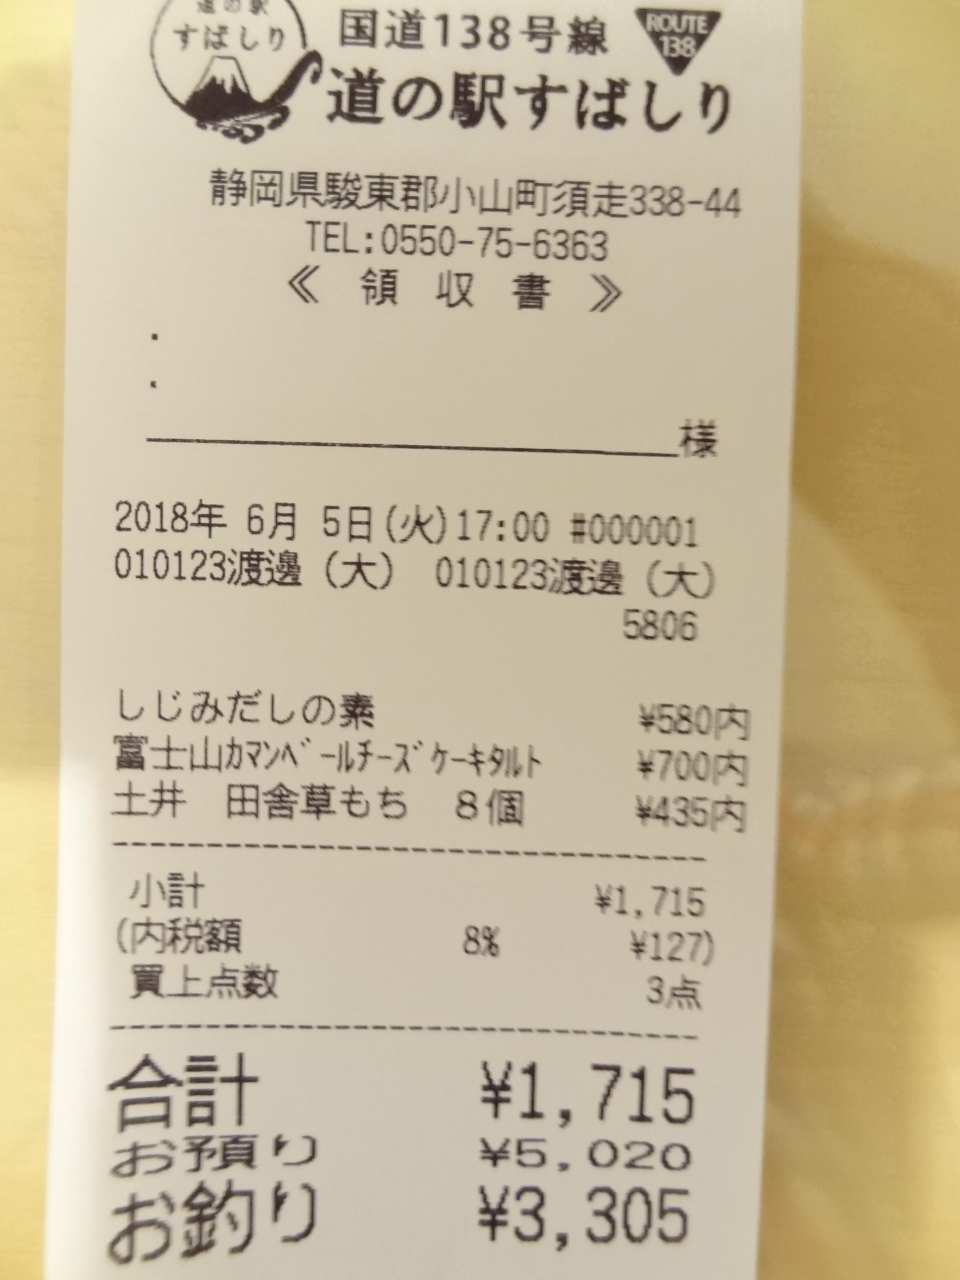 道の駅
すばしり
国道138号線
ROUTE
138
道の駅すばしり
静岡県駿東郡小山町須走338-44
TEL:0550-75-6363
≪ 領 収 書 ≫
様
2018年 6月 5日(火)17:00 #000001
010123渡邊（大） 010123渡邊（大）
5806
しじみだしの素 ¥580内
富士山ｶﾏﾝﾍﾞｰﾙﾁｰｽﾞｹｰｷﾀﾙﾄ ¥700内
土井 田舎草もち 8個 ¥435内
小計 ¥1,715
(内税額 8% ¥127)
買上点数 3点
合計 ¥1,715
お預り ¥5,020
お釣り ¥3,305